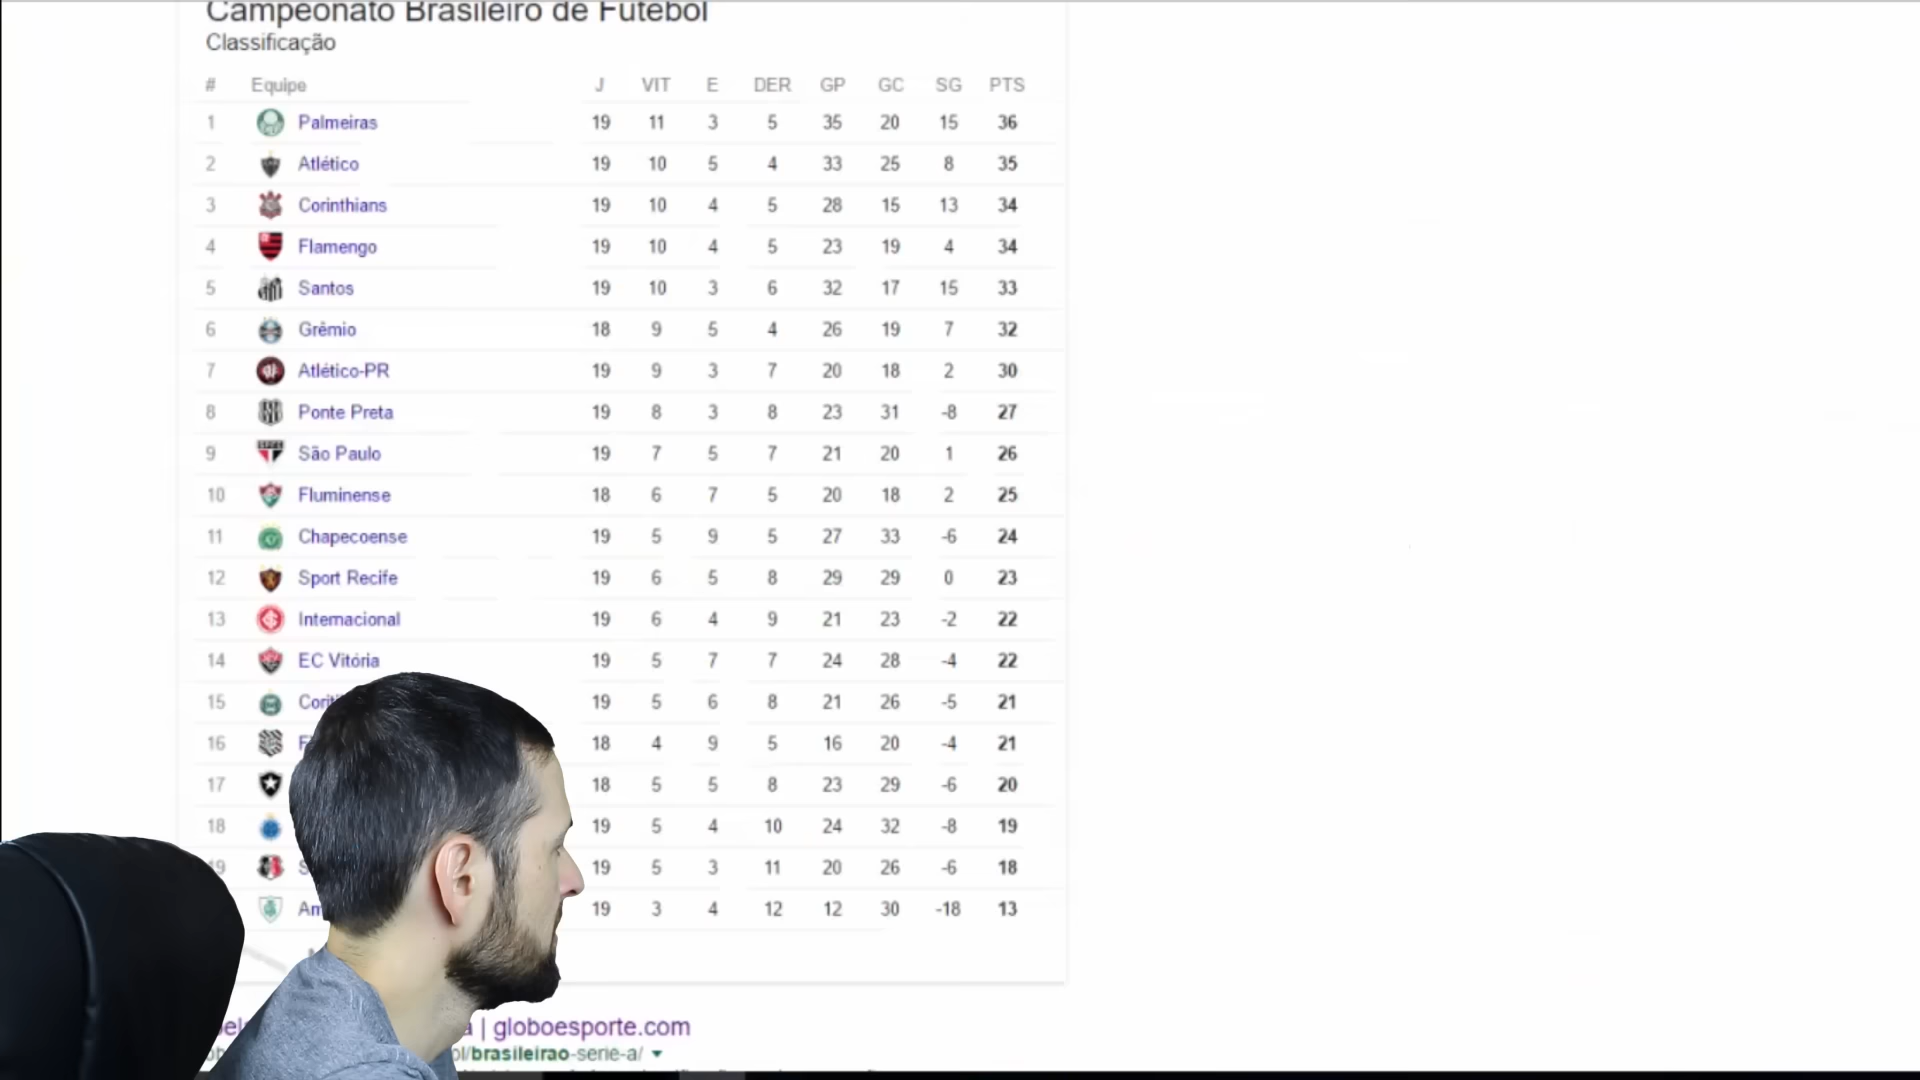 Campeonato Brasileiro de Futebol
Classificação
# Equipe J VIT E DER GP GC SG PTS
1 Palmeiras 19 11 3 5 35 20 15 36
2 Atlético 19 10 5 4 33 25 8 35
3 Corinthians 19 10 4 5 28 15 13 34
4 Flamengo 19 10 4 5 23 19 4 34
5 Santos 19 10 3 6 32 17 15 33
6 Grêmio 18 9 5 4 26 19 7 32
7 Atlético-PR 19 9 3 7 20 18 2 30
8 Ponte Preta 19 8 3 8 23 31 -8 27
9 São Paulo 19 7 5 7 21 20 1 26
10 Fluminense 18 6 7 5 20 18 2 25
11 Chapecoense 19 5 9 5 27 33 -6 24
12 Sport Recife 19 6 5 8 29 29 0 23
13 Internacional 19 6 4 9 21 23 -2 22
14 EC Vitória 19 5 7 7 24 28 -4 22
15 19 5 6 8 21 26 -5 21
16 18 4 9 5 16 20 -4 21
17 18 5 5 8 23 29 -6 20
18 19 5 4 10 24 32 -8 19
19 5 3 11 20 26 -6 18
19 3 4 12 12 30 -18 13
| globoesporte.com
/brasileirao-serie-a/